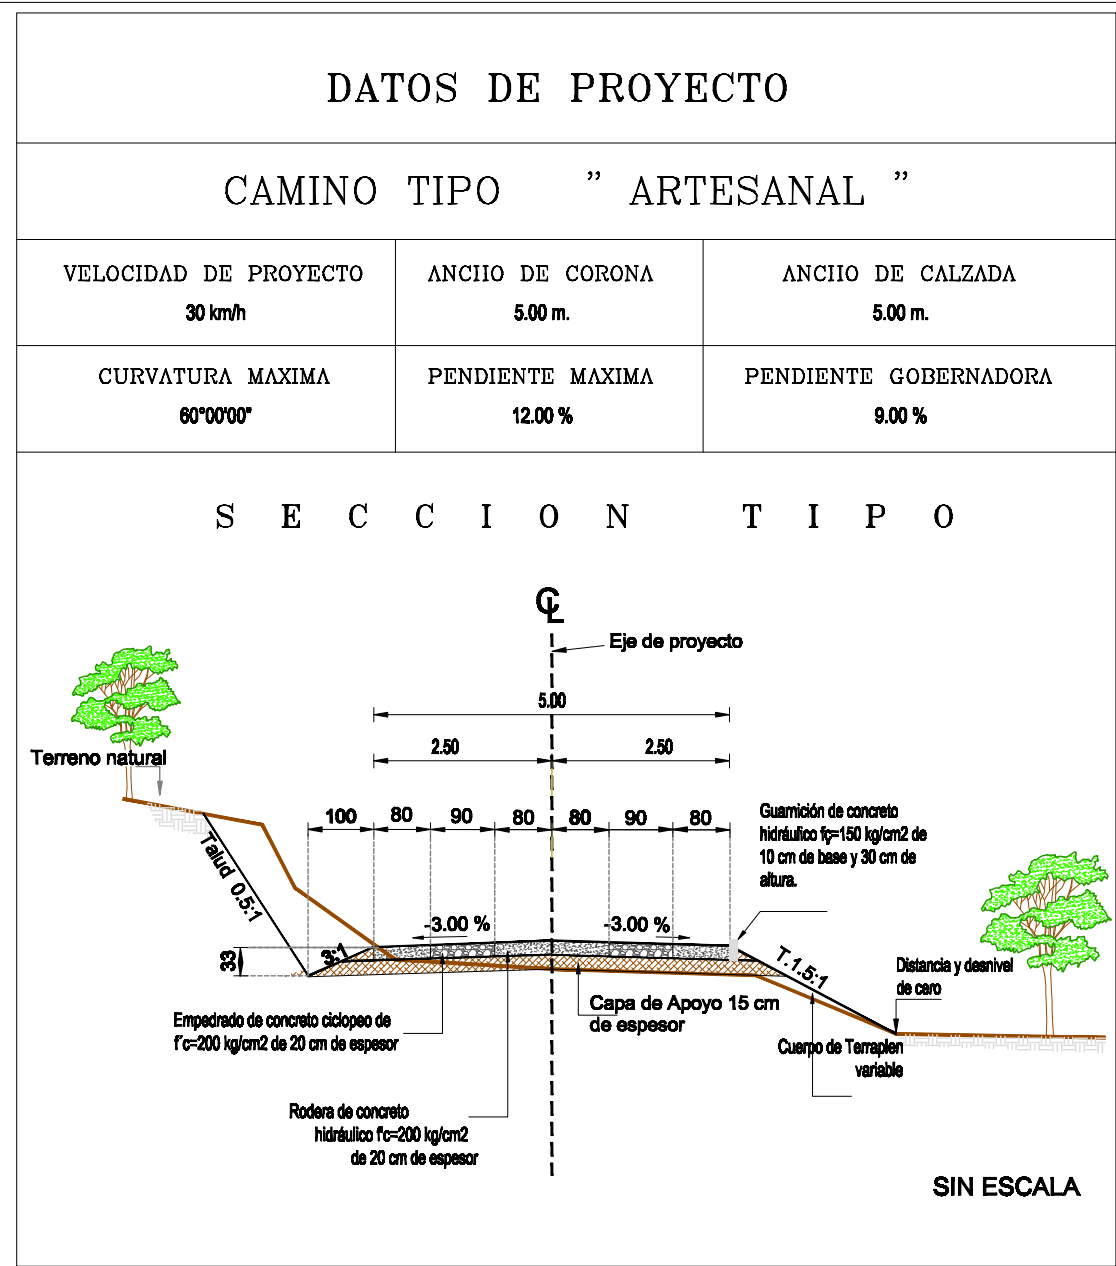 DATOS DE PROYECTO
CAMINO TIPO " ARTESANAL "
VELOCIDAD DE PROYECTO
30 km/h
ANCHO DE CORONA
5.00 m.
ANCHO DE CALZADA
5.00 m.
CURVATURA MAXIMA
60°00'00"
PENDIENTE MAXIMA
12.00 %
PENDIENTE GOBERNADORA
9.00 %
SECCION TIPO
℄
Eje de proyecto
5.00
2.50
2.50
Terreno natural
100
80
90
80
80
90
80
Guarnición de concreto
hidráulico fç=150 kg/cm2 de
10 cm de base y 30 cm de
altura.
Talud 0.5:1
-3.00 %
-3.00 %
33
3:1
T.1.5:1
Distancia y desnivel
de cero
Capa de Apoyo 15 cm
de espesor
Empedrado de concreto ciclopeo de
f'c=200 kg/cm2 de 20 cm de espesor
Cuerpo de Terraplen
variable
Rodera de concreto
hidráulico f'c=200 kg/cm2
de 20 cm de espesor
SIN ESCALA